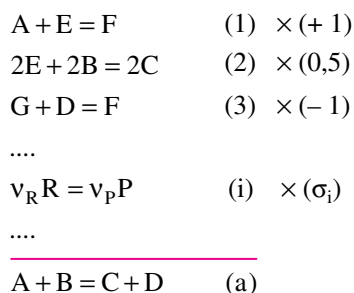 A + E = F (1) × (+ 1)
2E + 2B = 2C (2) × (0,5)
G + D = F (3) × (– 1)
....
ν_R R = ν_P P (i) × (σ_i)
....
A + B = C + D (a)